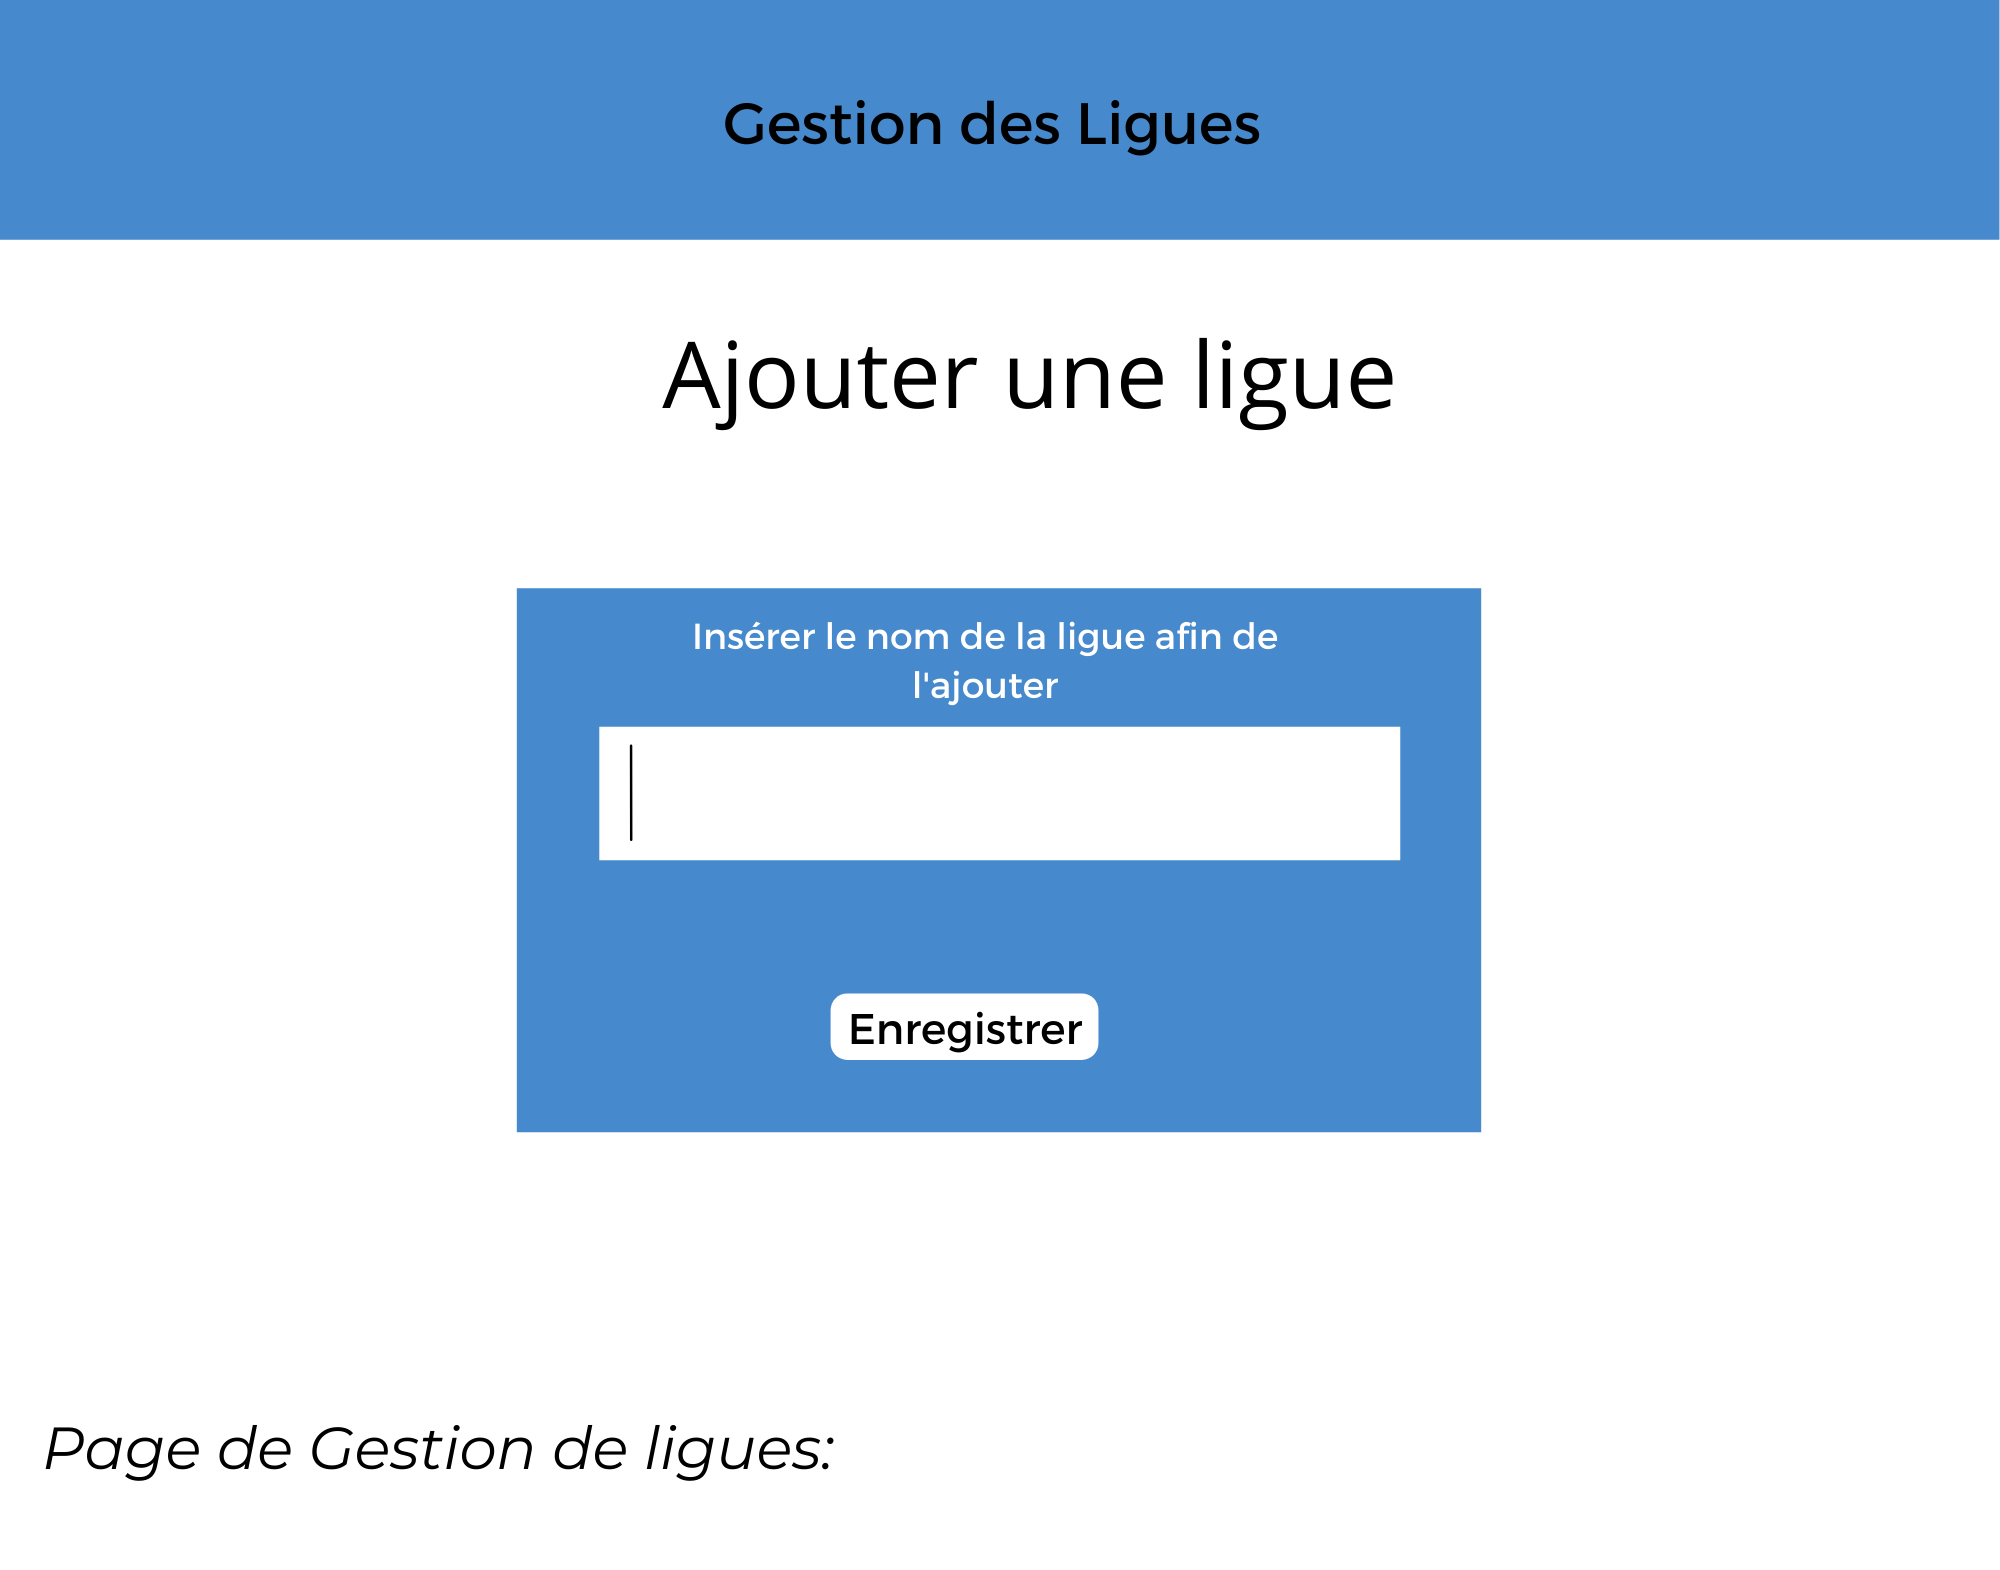 Gestion des Ligues
Ajouter une ligue
Insérer le nom de la ligue afin de
l'ajouter
Enregistrer
Page de Gestion de ligues: